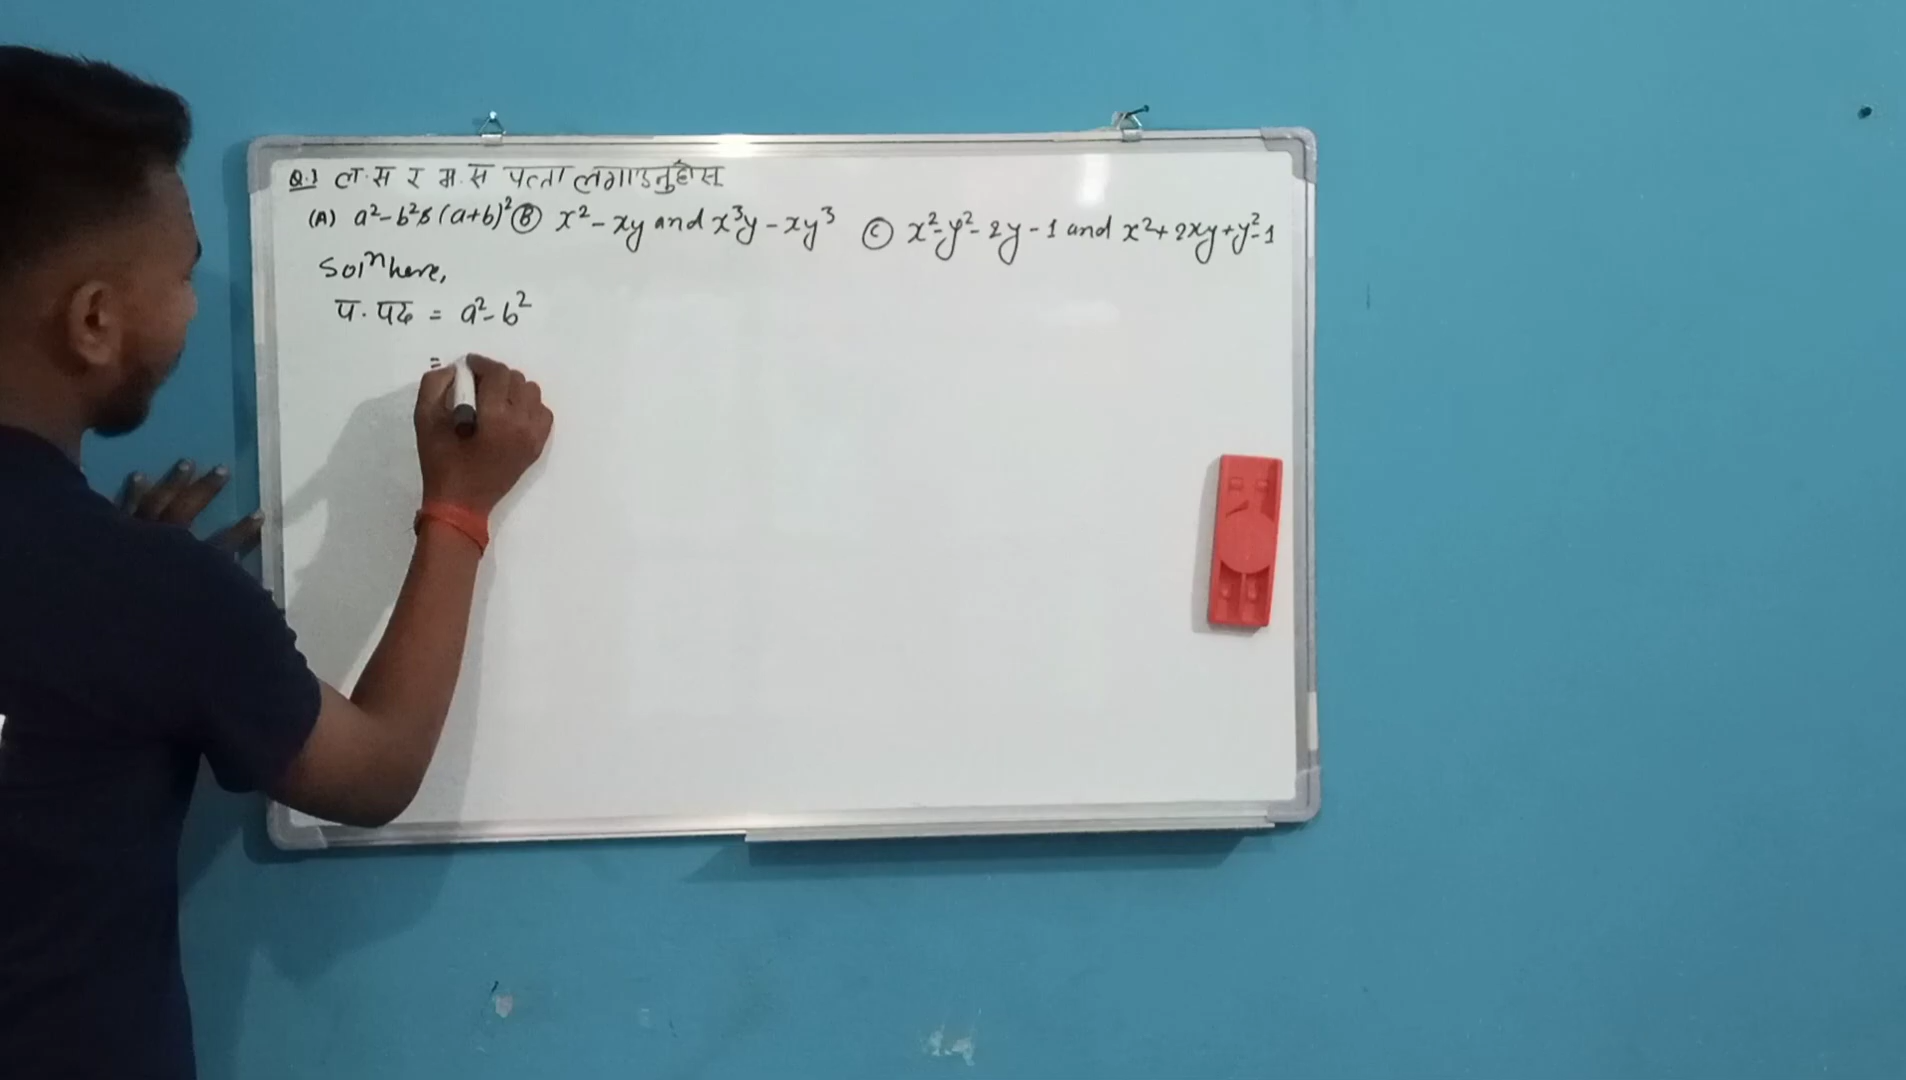 Q.1 ल.स र म.स पत्ता लगाउनुहोस्
(A) a²-b² & (a+b)² (B) x² - xy and x³y - xy³ (C) x²-y²-2y-1 and x²+2xy+y²-1
Solⁿ here,
प. पद = a²-b²
=